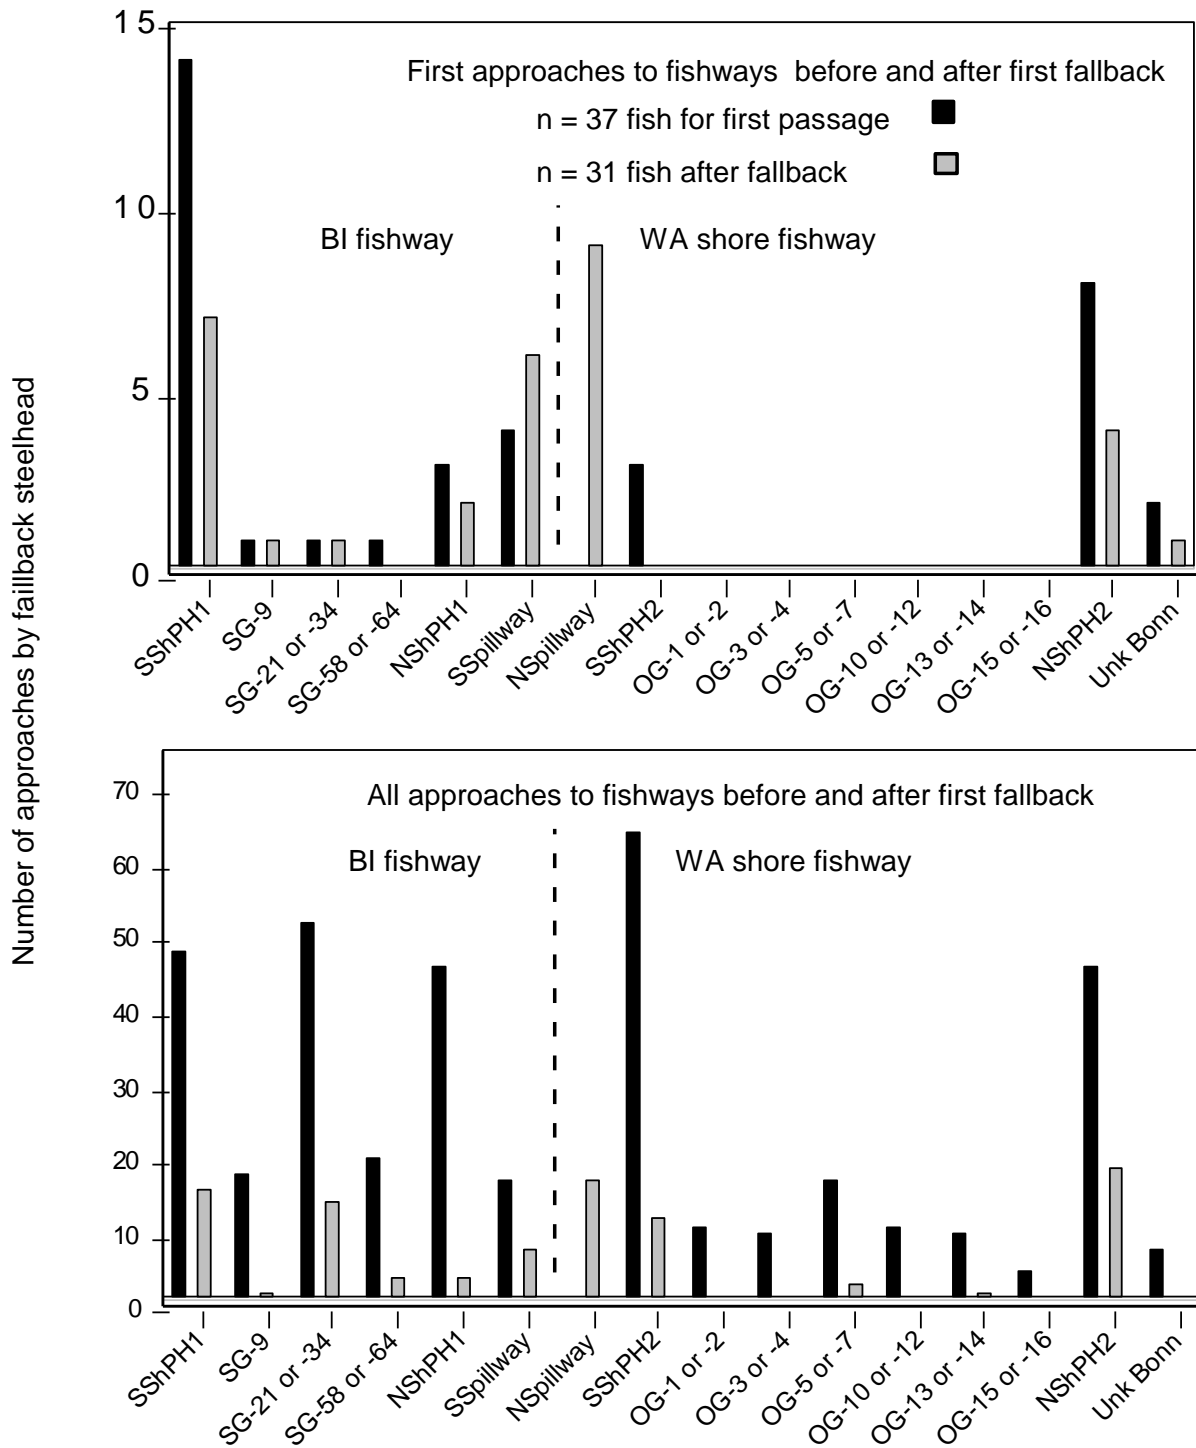 Number of approaches by faillback steelhead
15
10
5
0
First approaches to fishways before and after first fallback
n = 37 fish for first passage
n = 31 fish after fallback
BI fishway
WA shore fishway
SShPH1
SG-9
SG-21 or -34
SG-58 or -64
NShPH1
SSpillway
NSpillway
SShPH2
OG-1 or -2
OG-3 or -4
OG-5 or -7
OG-10 or -12
OG-13 or -14
OG-15 or -16
NShPH2
Unk Bonn
70
60
50
40
30
20
10
0
All approaches to fishways before and after first fallback
BI fishway
WA shore fishway
SShPH1
SG-9
SG-21 or -34
SG-58 or -64
NShPH1
SSpillway
NSpillway
SShPH2
OG-1 or -2
OG-3 or -4
OG-5 or -7
OG-10 or -12
OG-13 or -14
OG-15 or -16
NShPH2
Unk Bonn